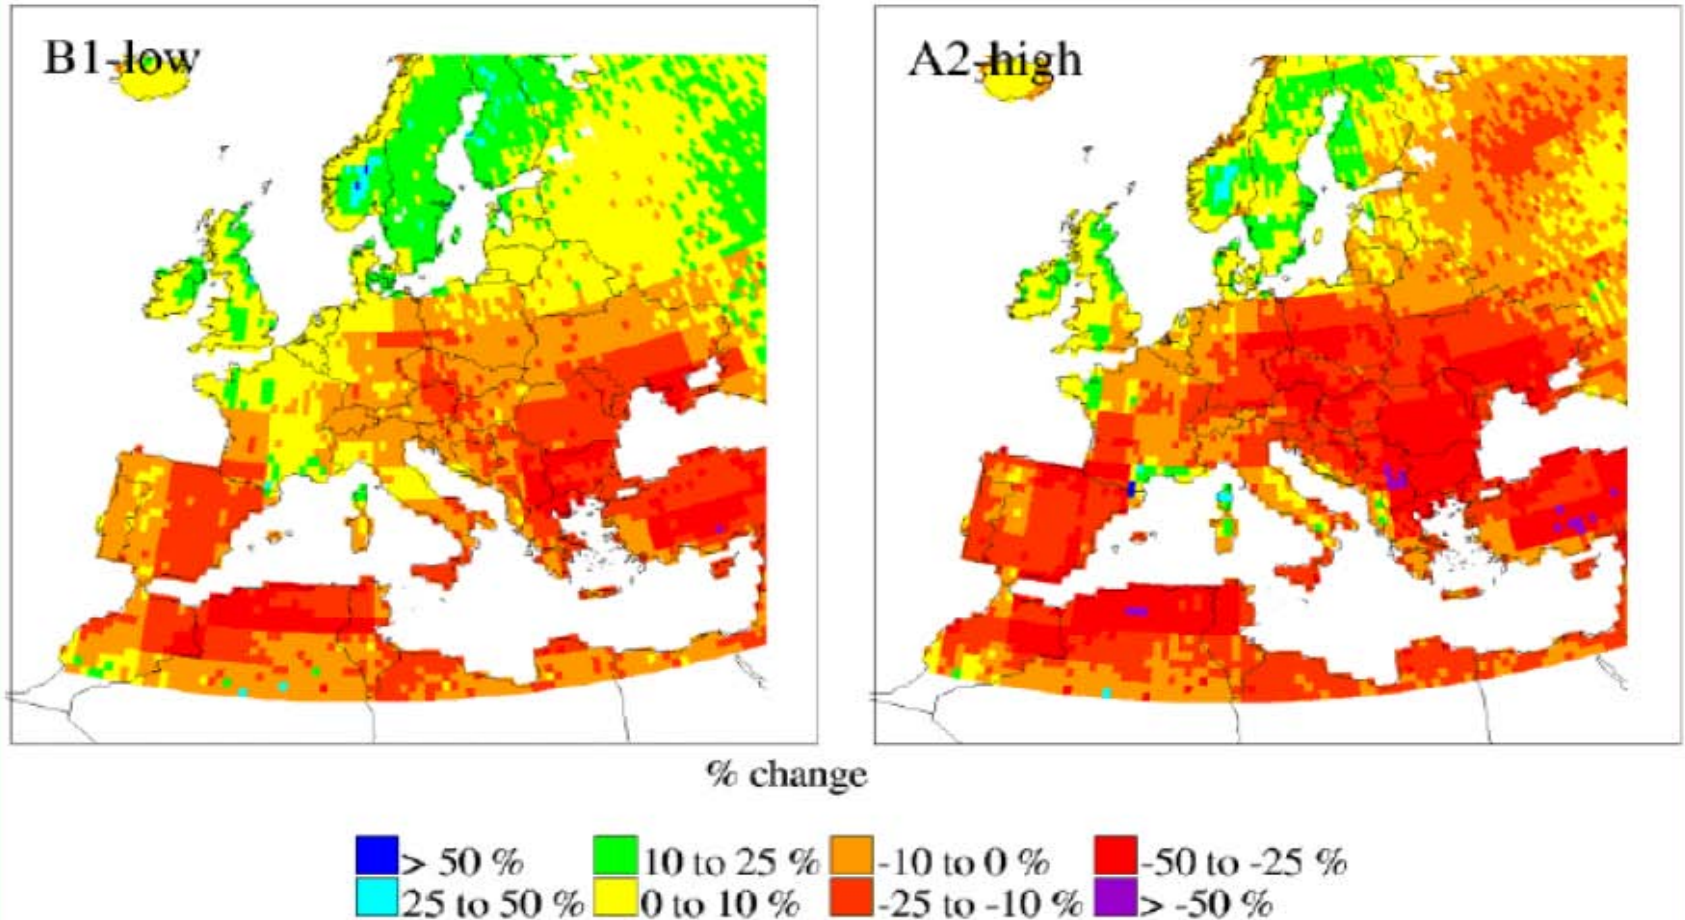 B1-low
A2-high
% change
> 50 %
10 to 25 %
-10 to 0 %
-50 to -25 %
25 to 50 %
0 to 10 %
-25 to -10 %
> -50 %